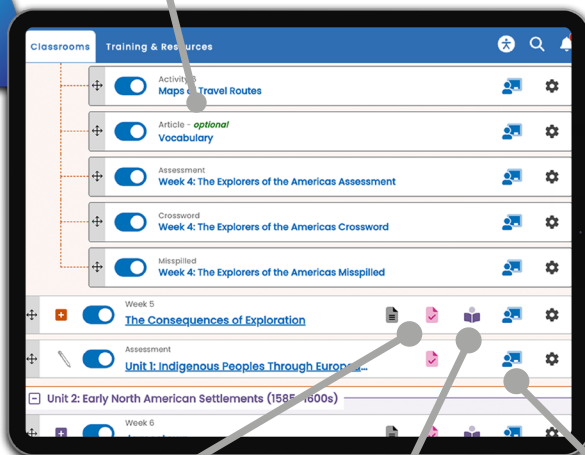 Classrooms Training & Resources
Activity
Maps Travel Routes
Article - optional
Vocabulary
Assessment
Week 4: The Explorers of the Americas Assessment
Crossword
Week 4: The Explorers of the Americas Crossword
Misspilled
Week 4: The Explorers of the Americas Misspilled
Week 5
The Consequences of Exploration
Assessment
Unit 1: Indigenous Peoples Through
Unit 2: Early North American Settlements (1585-1600s)
Week 6